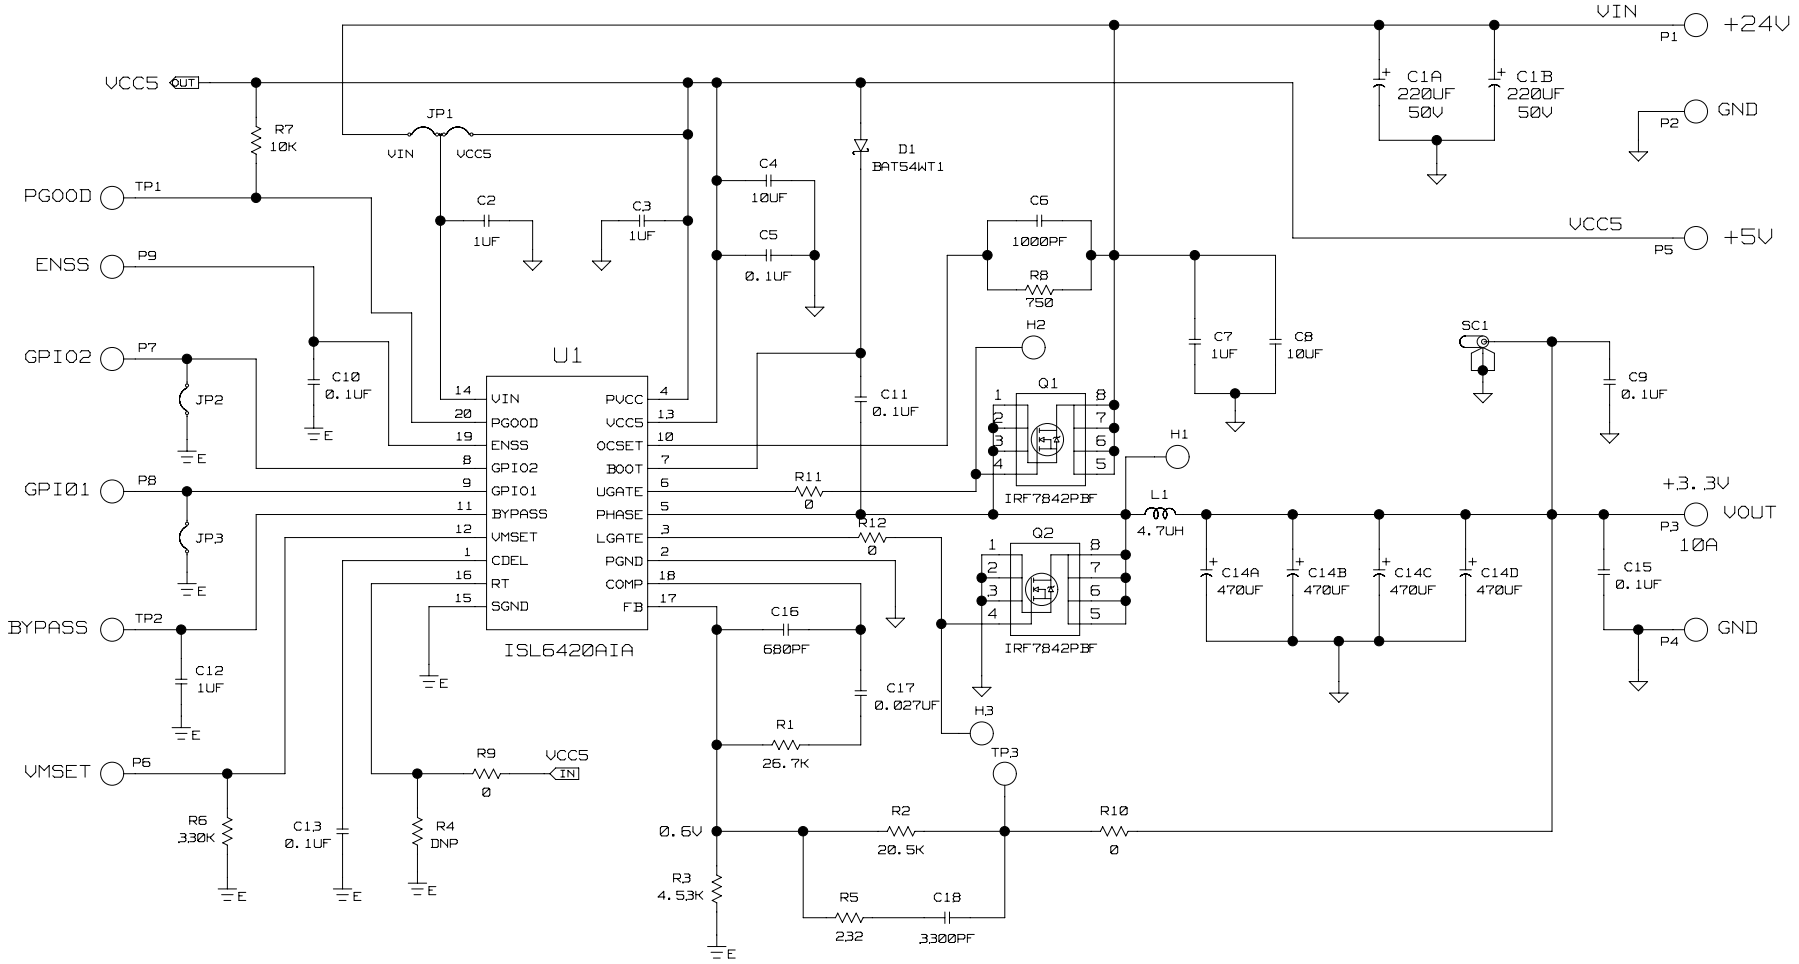 VIN
P1
+24V
VCC5
OUT
C1A
220UF
50V
C1B
220UF
50V
P2
GND
JP1
VIN
VCC5
R7
10K
D1
BAT54WT1
C4
10UF
PGOOD
TP1
C2
1UF
C3
1UF
C6
1000PF
VCC5
P5
+5V
C5
0.1UF
R8
750
ENSS
P9
H2
SC1
C7
1UF
C8
10UF
GPIO2
P7
U1
JP2
C10
0.1UF
Q1
C11
0.1UF
C9
0.1UF
14
VIN
PVCC
4
20
PGOOD
VCC5
13
19
ENSS
OCSET
10
8
GPIO2
BOOT
7
9
GPIO1
UGATE
6
11
BYPASS
PHASE
5
12
VMSET
LGATE
3
1
CDEL
PGND
2
16
RT
COMP
18
15
SGND
FB
17
ISL6420AIA
1
2
3
4
8
7
6
5
IRF7842PBF
H1
E
E
GPIO1
P8
R11
0
L1
4.7UH
+3.3V
P3
VOUT
10A
R12
0
Q2
JP3
1
2
3
4
8
7
6
5
IRF7842PBF
C14A
470UF
C14B
470UF
C14C
470UF
C14D
470UF
C15
0.1UF
E
BYPASS
TP2
C16
680PF
P4
GND
C12
1UF
E
C17
0.027UF
E
H3
R1
26.7K
TP3
VMSET
P6
R9
0
VCC5
IN
R6
330K
C13
0.1UF
R4
DNP
0.6V
R2
20.5K
R10
0
E
E
E
R3
4.53K
R5
232
C18
3300PF
E